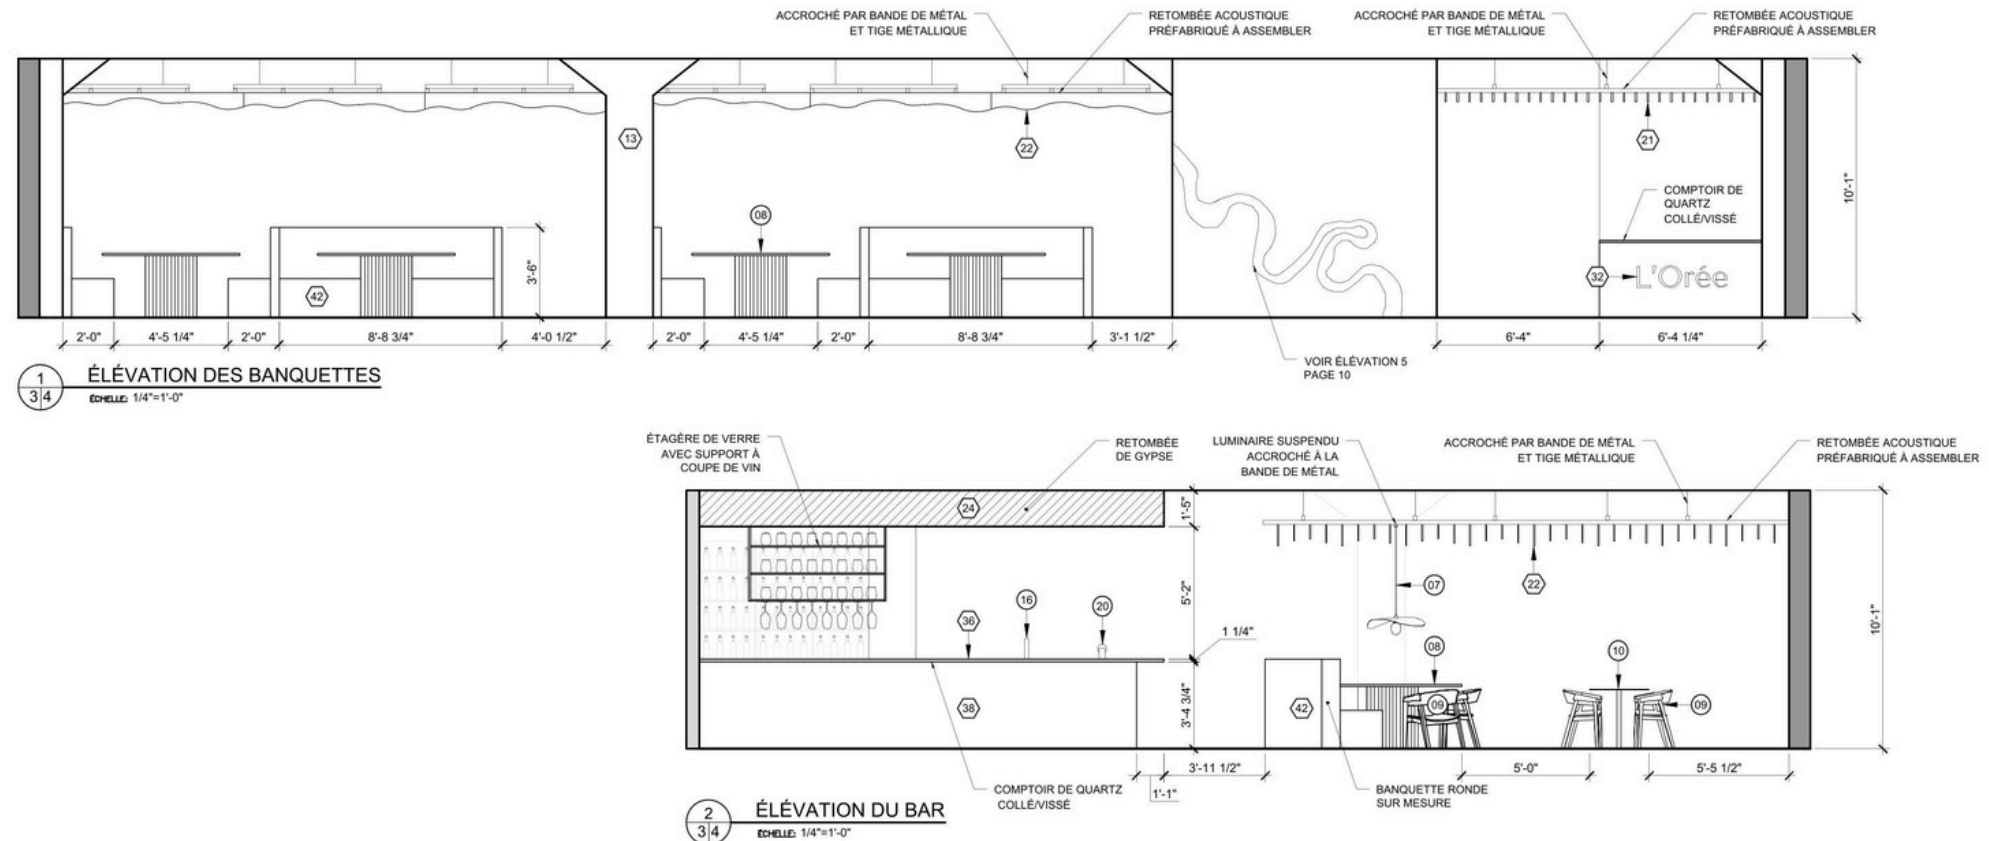 ACCROCHÉ PAR BANDE DE MÉTAL
ET TIGE MÉTALLIQUE
RETOMBÉE ACOUSTIQUE
PRÉFABRIQUÉ À ASSEMBLER
ACCROCHÉ PAR BANDE DE MÉTAL
ET TIGE MÉTALLIQUE
RETOMBÉE ACOUSTIQUE
PRÉFABRIQUÉ À ASSEMBLER
13
22
21
10'-1"
COMPTOIR DE
QUARTZ
COLLÉ/VISSÉ
08
3'-6"
42
32
L'Orée
2'-0"
4'-5 1/4"
2'-0"
8'-8 3/4"
4'-0 1/2"
2'-0"
4'-5 1/4"
2'-0"
8'-8 3/4"
3'-1 1/2"
6'-4"
6'-4 1/4"
VOIR ÉLÉVATION 5
PAGE 10
1
3 4
ÉLÉVATION DES BANQUETTES
ÉCHELLE: 1/4"=1'-0"
ÉTAGÈRE DE VERRE
AVEC SUPPORT À
COUPE DE VIN
RETOMBÉE
DE GYPSE
LUMINAIRE SUSPENDU
ACCROCHÉ À LA
BANDE DE MÉTAL
ACCROCHÉ PAR BANDE DE MÉTAL
ET TIGE MÉTALLIQUE
RETOMBÉE ACOUSTIQUE
PRÉFABRIQUÉ À ASSEMBLER
24
1'-5"
5'-2"
07
22
16
20
36
1 1/4"
08
10
10'-1"
38
3'-4 3/4"
42
09
09
3'-11 1/2"
5'-0"
5'-5 1/2"
1'-1"
COMPTOIR DE QUARTZ
COLLÉ/VISSÉ
BANQUETTE RONDE
SUR MESURE
2
3 4
ÉLÉVATION DU BAR
ÉCHELLE: 1/4"=1'-0"